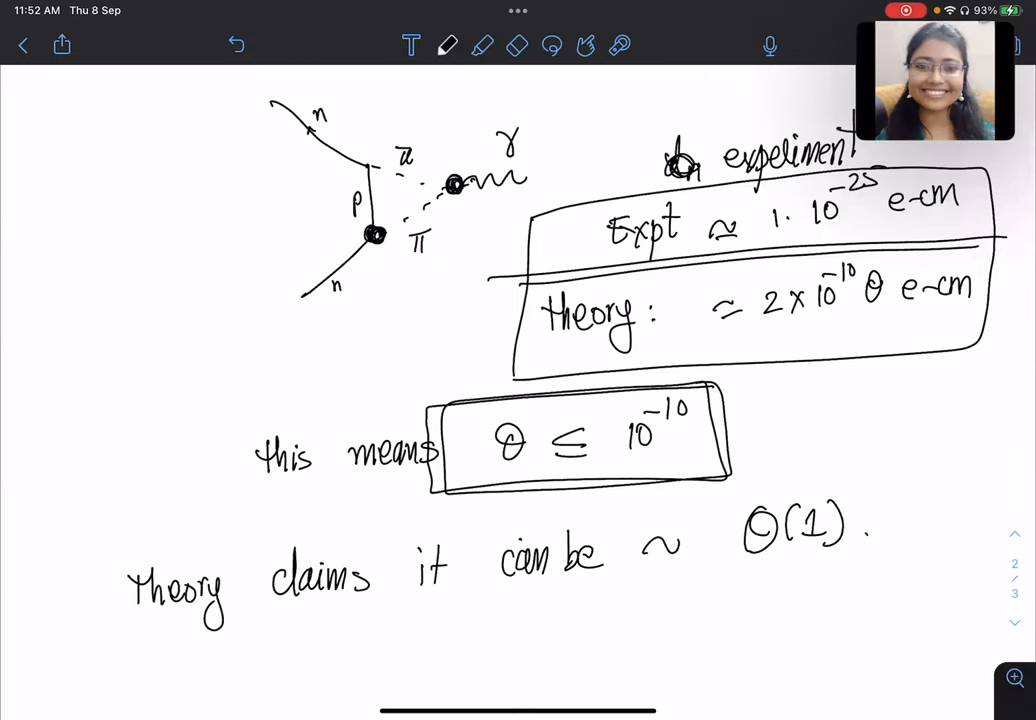 11:52 AM Thu 8 Sep
93%
n
π
γ
p
π
n
experiment
Expt ≃ 1. 10^-25 e-cm
theory: ≃ 2 × 10^-10 θ e-cm
this means θ ≤ 10^-10
Theory claims it can be ~ O(1).
2
/
3